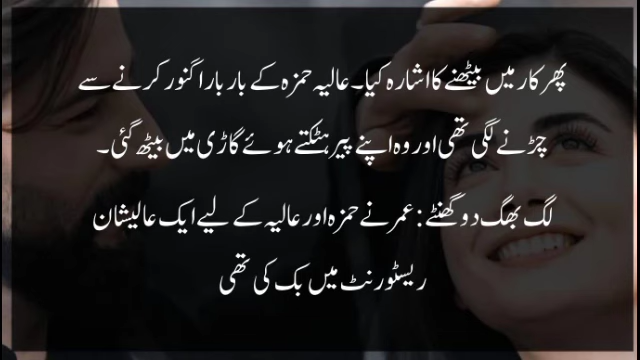 پھر کار میں بیٹھنے کا اشارہ کیا۔ عالیہ حمزہ کے بار بار اگنور کرنے سے
چڑنے لگی تھی اور وہ اپنے پیر پٹکتے ہوئے گاڑی میں بیٹھ گئی۔
لگ بھگ دو گھنٹے: عمر نے حمزہ اور عالیہ کے لیے ایک عالیشان
ریسٹورنٹ میں بک کی تھی